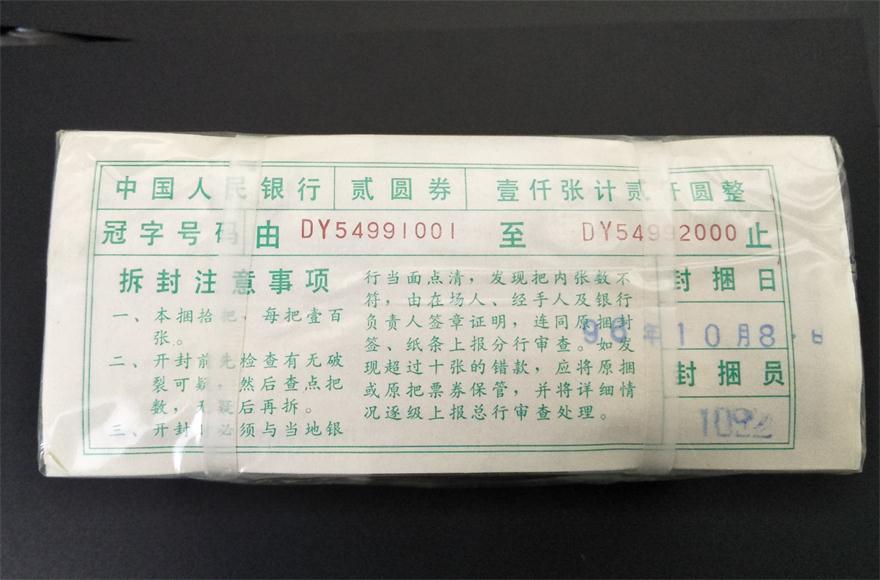 中国人民银行 贰圆券 壹仟张计贰仟圆整
冠字号码 由 DY54991001 至 DY54992000 止
拆封注意事项
一、本捆拾把,每把壹百
张。
二、开封前先检查有无破
裂可疑,然后查点把
数,无疑后再拆。
三、开封时必须与当地银
行当面点清,发现把内张数不
符,由在场人、经手人及银行
负责人签章证明,连同原捆封
签、纸条上报分行审查。如发
现超过十张的错款,应将原捆
或原把票券保管,并将详细情
况逐级上报总行审查处理。
封捆日
98年10月8日
封捆员
1092